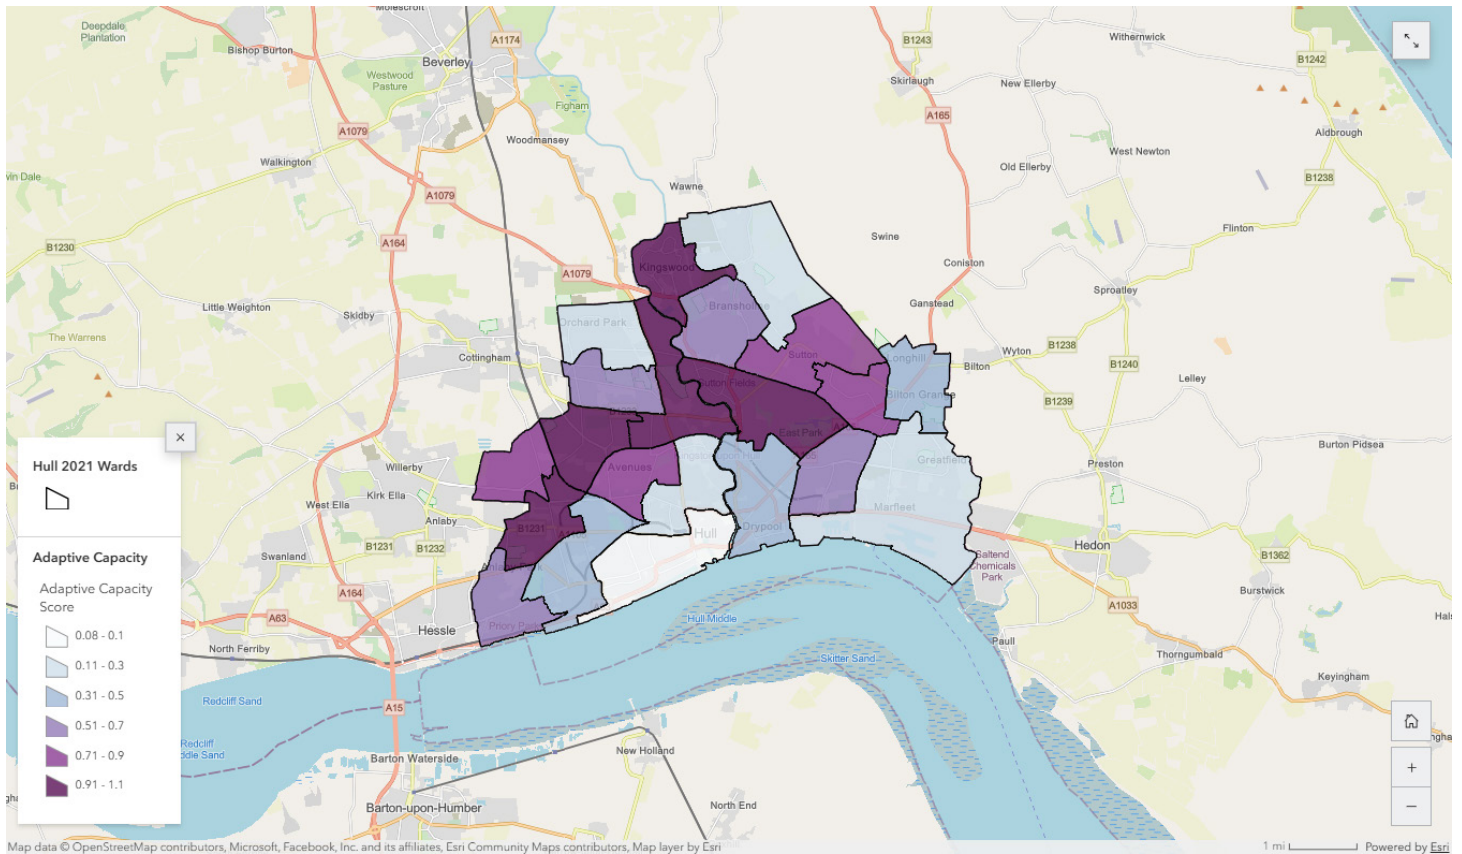 Molescroft
Deepdale
Plantation
Bishop Burton
A1174
Beverley
Westwood
Pasture
Figham
B1243
Skirlaugh
Withernwick
B1242
New Ellerby
A165
A1079
Woodmansey
Aldbrough
Walkington
West Newton
Old Ellerby
B1238
A1079
Wawne
Swine
Flinton
B1230
A164
Coniston
Kingswood
A1079
Sproatley
Little Weighton
Skidby
Bransholme
Ganstead
Orchard Park
The Warrens
Cottingham
Sutton
Longhill
Wyton
B1238
Bilton
B1240
Lelley
Sutton Fields
Bilton Grange
B1239
East Park
Burton Pidsea
Hull 2021 Wards
Willerby
Avenues
Greatfield
Preston
Kirk Ella
West Ella
Anlaby
Marfleet
B1231
Hull
Drypool
B1231
B1232
Hedon
Swanland
Saltend
Chemicals
Park
B1362
Adaptive Capacity
Anlaby Park
Adaptive Capacity
Score
A164
Burstwick
A1033
0.08 - 0.1
A63
Hessle
Priory Park
Hull Middle
Paull
North Ferriby
Thorngumbald
0.11 - 0.3
Skitter Sand
Keyingham
0.31 - 0.5
Redcliff Sand
A15
0.51 - 0.7
Redcliff
ddle Sand
New Holland
0.71 - 0.9
Barton Waterside
0.91 - 1.1
North End
Barton-upon-Humber
Map data © OpenStreetMap contributors, Microsoft, Facebook, Inc. and its affiliates, Esri Community Maps contributors, Map layer by Esri
1 mi
Powered by Esri